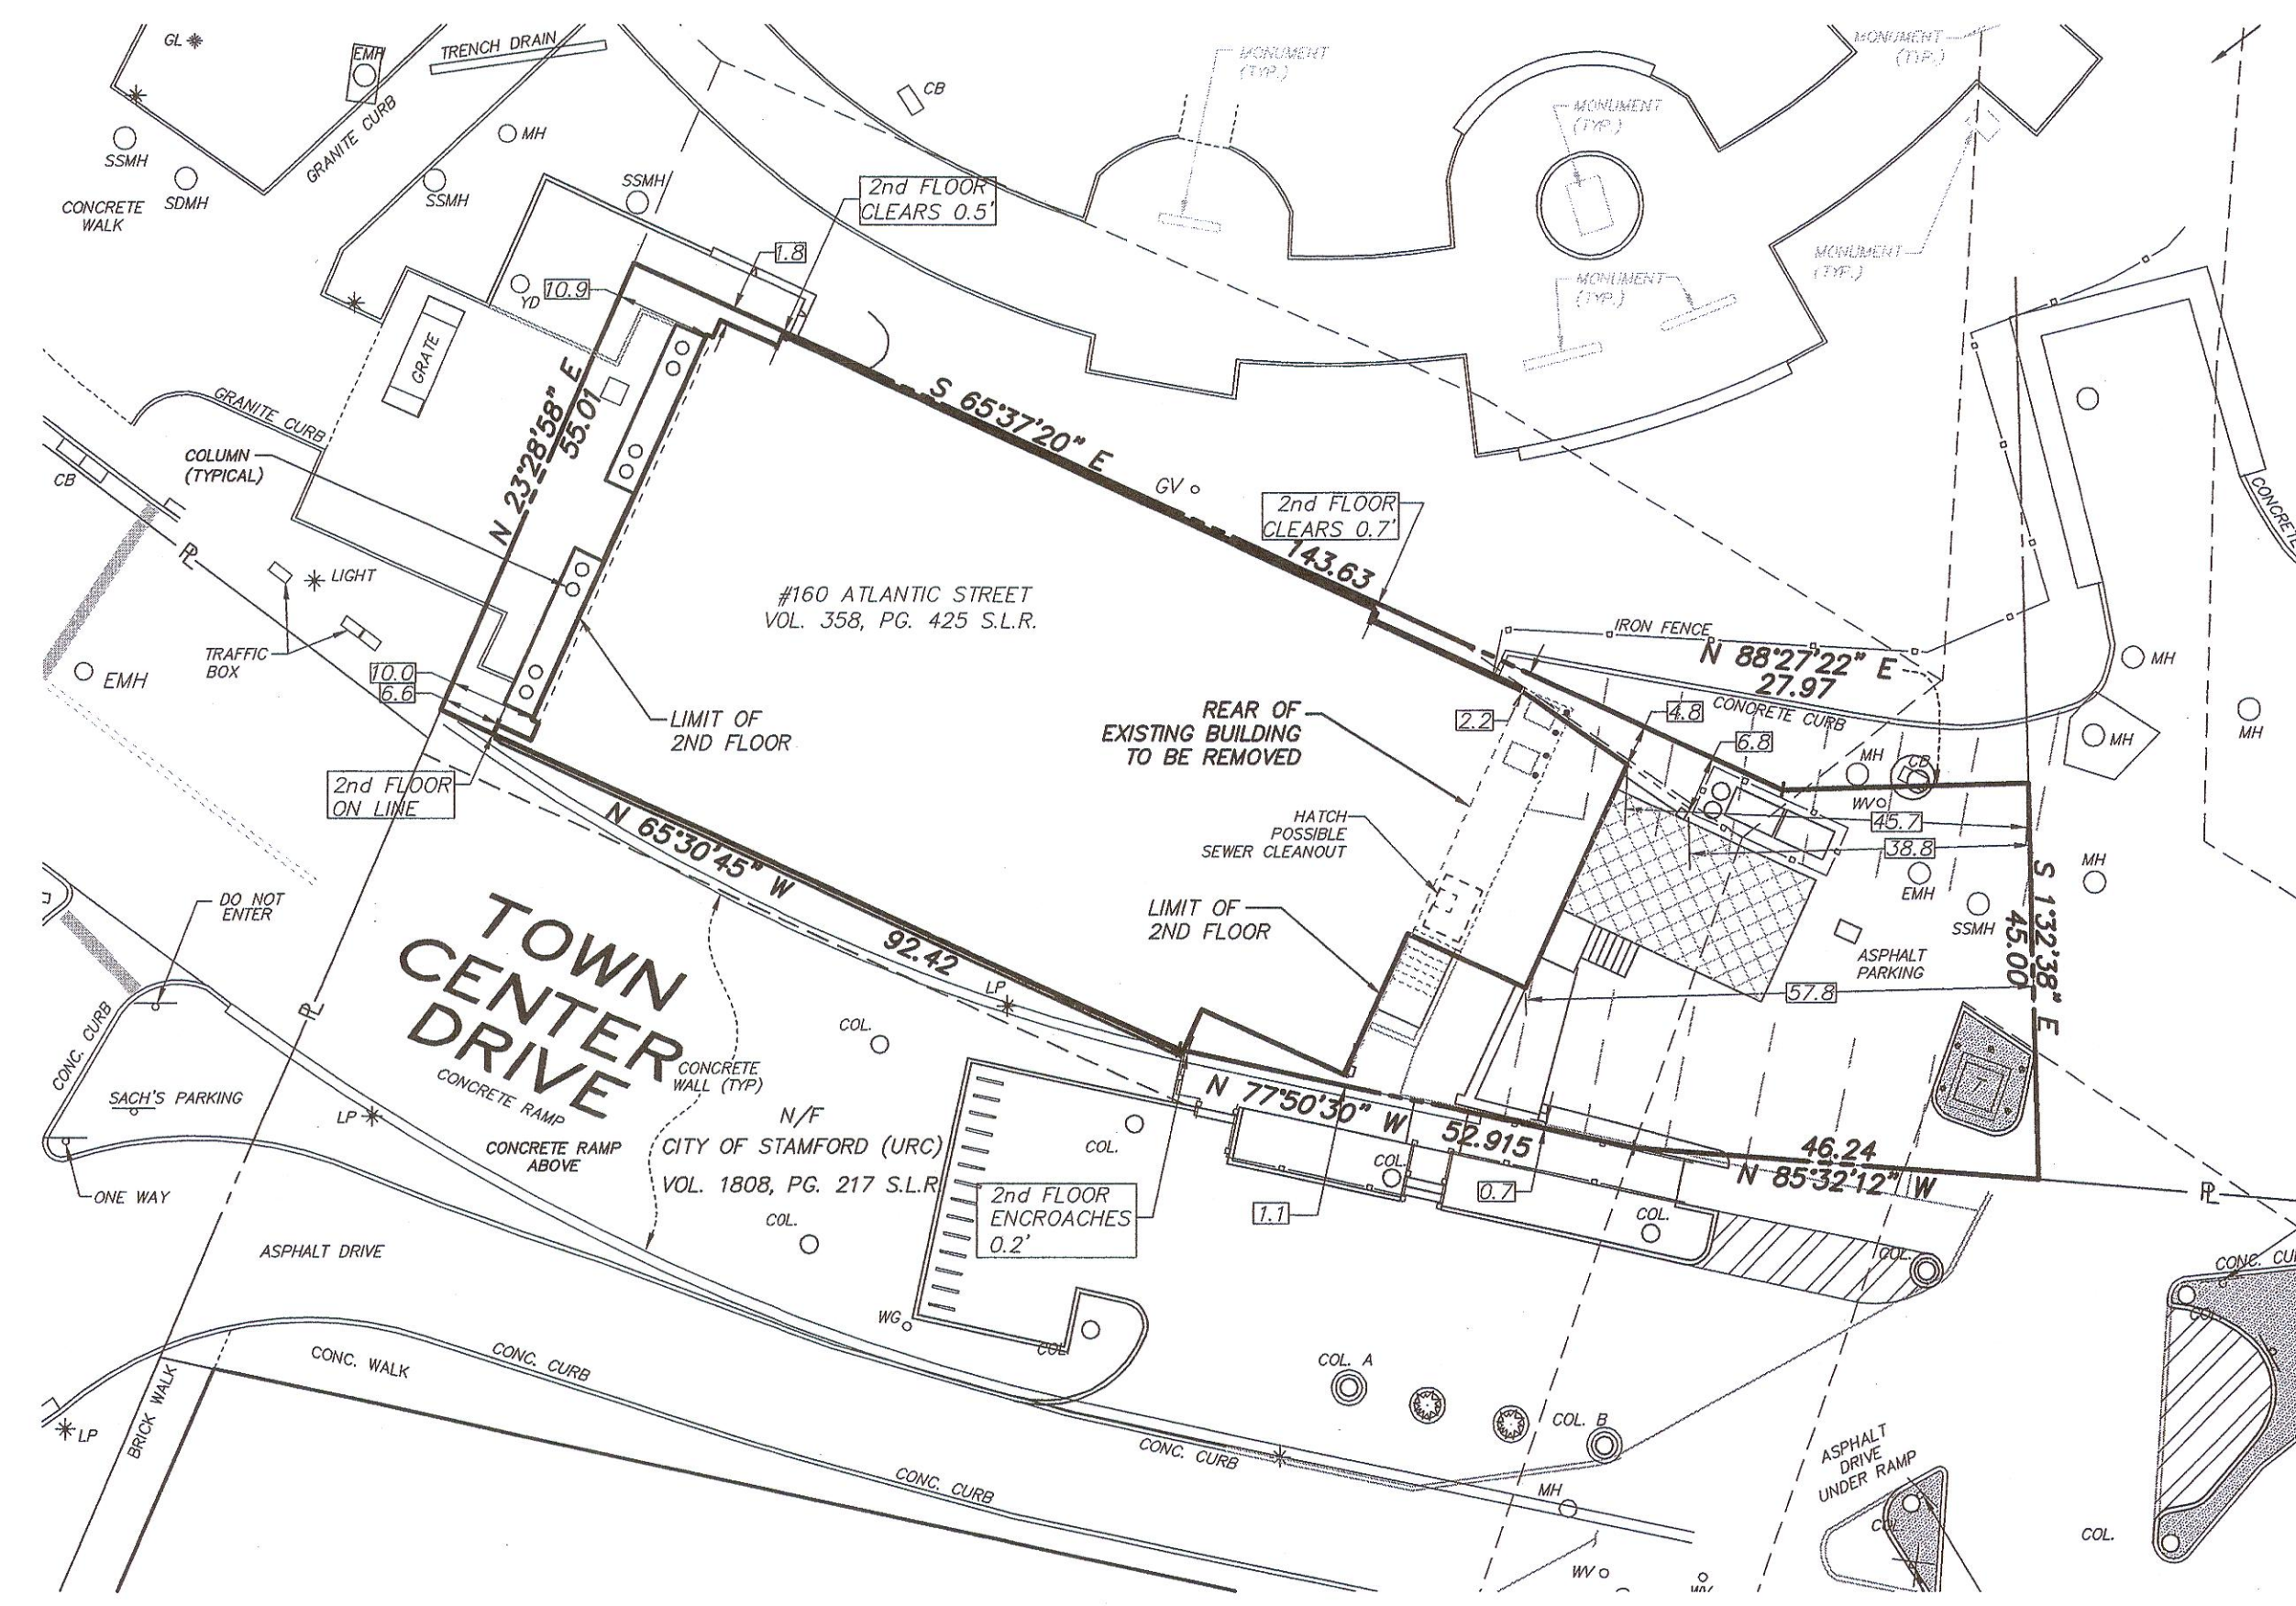 GL
EMH
TRENCH DRAIN
GRANITE CURB
SSMH
SDMH
CONCRETE
WALK
MH
SSMH
SSMH
CB
MONUMENT
(TYP.)
MONUMENT
(TYP.)
MONUMENT
(TYP.)
MONUMENT
(TYP.)
MONUMENT
(TYP.)
2nd FLOOR
CLEARS 0.5'
1.8
10.9
YD
GRATE
GRANITE CURB
COLUMN
(TYPICAL)
CB
PL
N 23°28'58" E
55.01
S 65°37'20" E
143.63
GV
2nd FLOOR
CLEARS 0.7'
CONCRETE
LIGHT
TRAFFIC
BOX
EMH
#160 ATLANTIC STREET
VOL. 358, PG. 425 S.L.R.
10.0
6.6
LIMIT OF
2ND FLOOR
IRON FENCE
N 88°27'22" E
27.97
CONCRETE CURB
MH
MH
MH
REAR OF
EXISTING BUILDING
TO BE REMOVED
2.2
4.8
6.8
MH
CB
WV
45.7
38.8
2nd FLOOR
ON LINE
N 65°30'45" W
92.42
HATCH
POSSIBLE
SEWER CLEANOUT
LIMIT OF
2ND FLOOR
EMH
SSMH
MH
S 1°32'38" E
45.00
ASPHALT
PARKING
57.8
DO NOT
ENTER
TOWN
CENTER
DRIVE
LP
COL.
PL
CONC. CURB
SACH'S PARKING
LP
CONCRETE RAMP
CONCRETE
WALL (TYP)
CONCRETE RAMP
ABOVE
N/F
CITY OF STAMFORD (URC)
VOL. 1808, PG. 217 S.L.R.
COL.
COL.
N 77°50'30" W
52.915
COL.
46.24
N 85°32'12" W
PL
ONE WAY
2nd FLOOR
ENCROACHES
0.2'
1.1
0.7
COL.
COL.
ASPHALT DRIVE
WG
COL.
CONC. CU
COL.
CONC. WALK
CONC. CURB
COL. A
COL. B
BRICK WALK
LP
CONC. CURB
CONC. CURB
MH
ASPHALT
DRIVE
UNDER RAMP
COL.
COL.
WV
WV